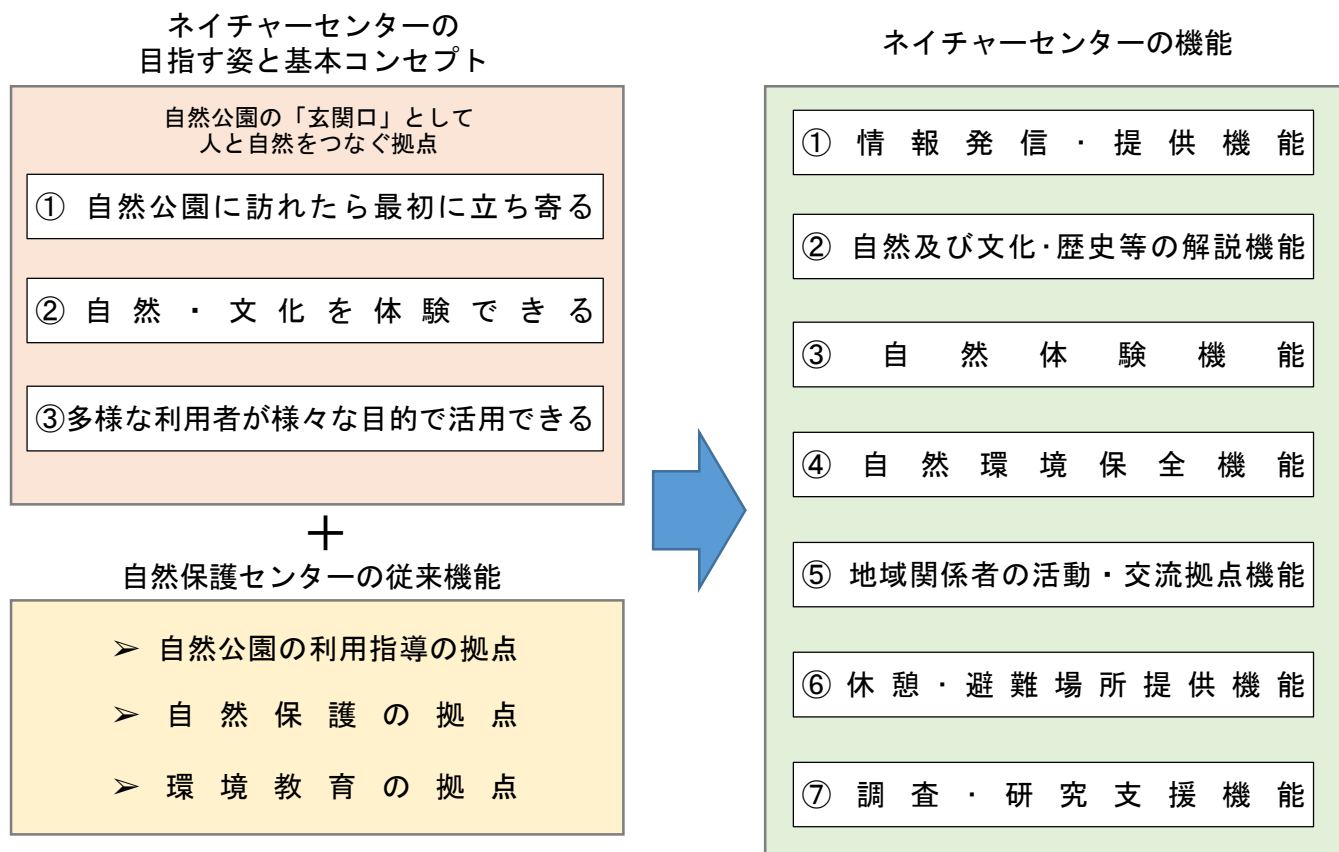 ネイチャーセンターの
目指す姿と基本コンセプト
自然公園の「玄関口」として
人と自然をつなぐ拠点
① 自然公園に訪れたら最初に立ち寄る
② 自然・文化を体験できる
③多様な利用者が様々な目的で活用できる
＋
自然保護センターの従来機能
➢ 自然公園の利用指導の拠点
➢ 自然保護の拠点
➢ 環境教育の拠点
ネイチャーセンターの機能
① 情報発信・提供機能
② 自然及び文化・歴史等の解説機能
③ 自然体験機能
④ 自然環境保全機能
⑤ 地域関係者の活動・交流拠点機能
⑥ 休憩・避難場所提供機能
⑦ 調査・研究支援機能